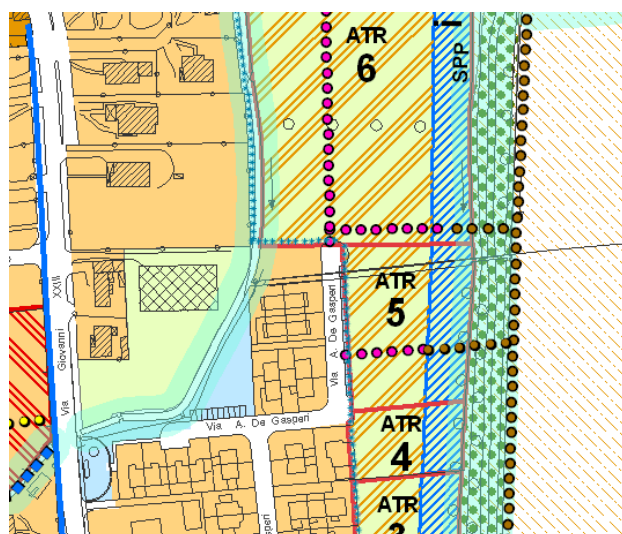 ATR
6
SPP i
ATR
5
Via Giovanni XXIII
Via A. De Gasperi
Via A. De Gasperi
ATR
4
ATR